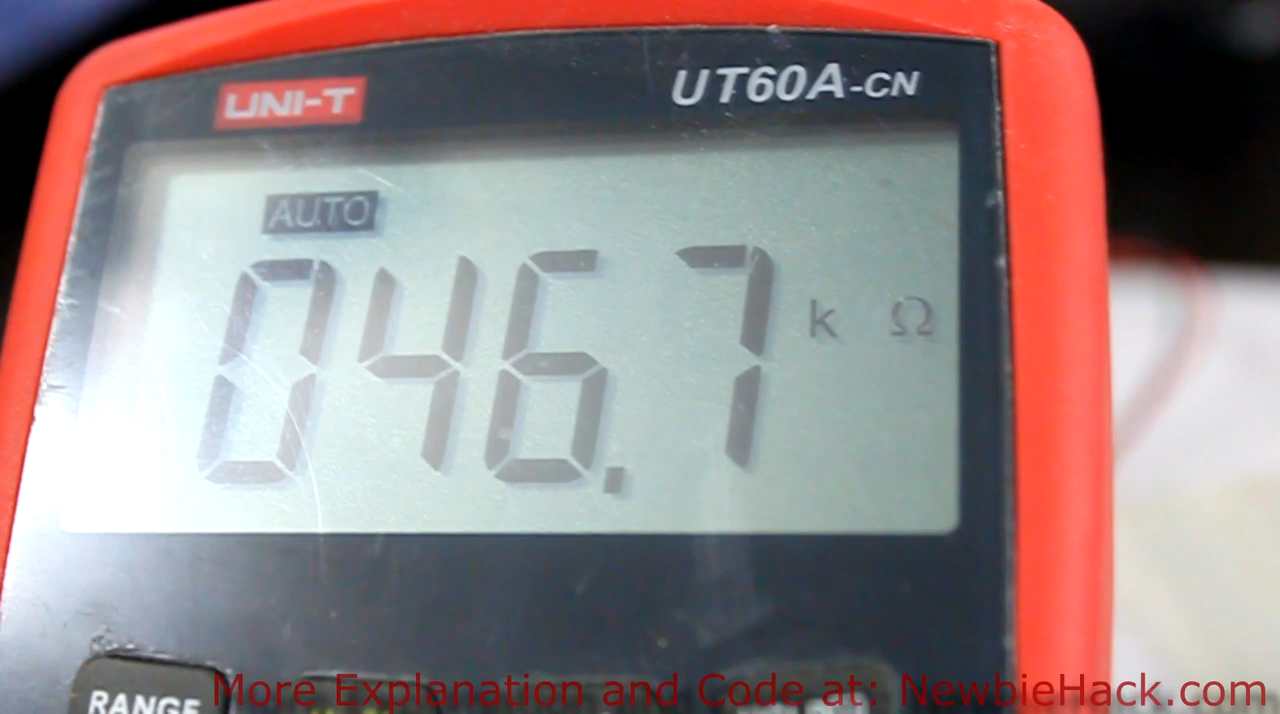 UNI-T
UT60A-CN
AUTO
046.7 k Ω
RANGE
More Explanation and Code at: NewbieHack.com